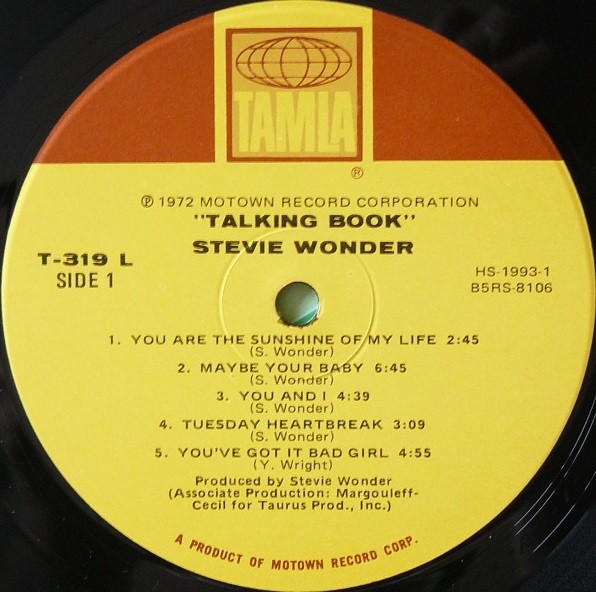 TAMLA
®
℗ 1972 MOTOWN RECORD CORPORATION
"TALKING BOOK"
STEVIE WONDER
T-319 L
SIDE 1
HS-1993-1
B5RS-8106
1. YOU ARE THE SUNSHINE OF MY LIFE 2:45
(S. Wonder)
2. MAYBE YOUR BABY 6:45
(S. Wonder)
3. YOU AND I 4:39
(S. Wonder)
4. TUESDAY HEARTBREAK 3:09
(S. Wonder)
5. YOU'VE GOT IT BAD GIRL 4:55
(Y. Wright)
Produced by Stevie Wonder
(Associate Production: Margouleff-
Cecil for Taurus Prod., Inc.)
A PRODUCT OF MOTOWN RECORD CORP.